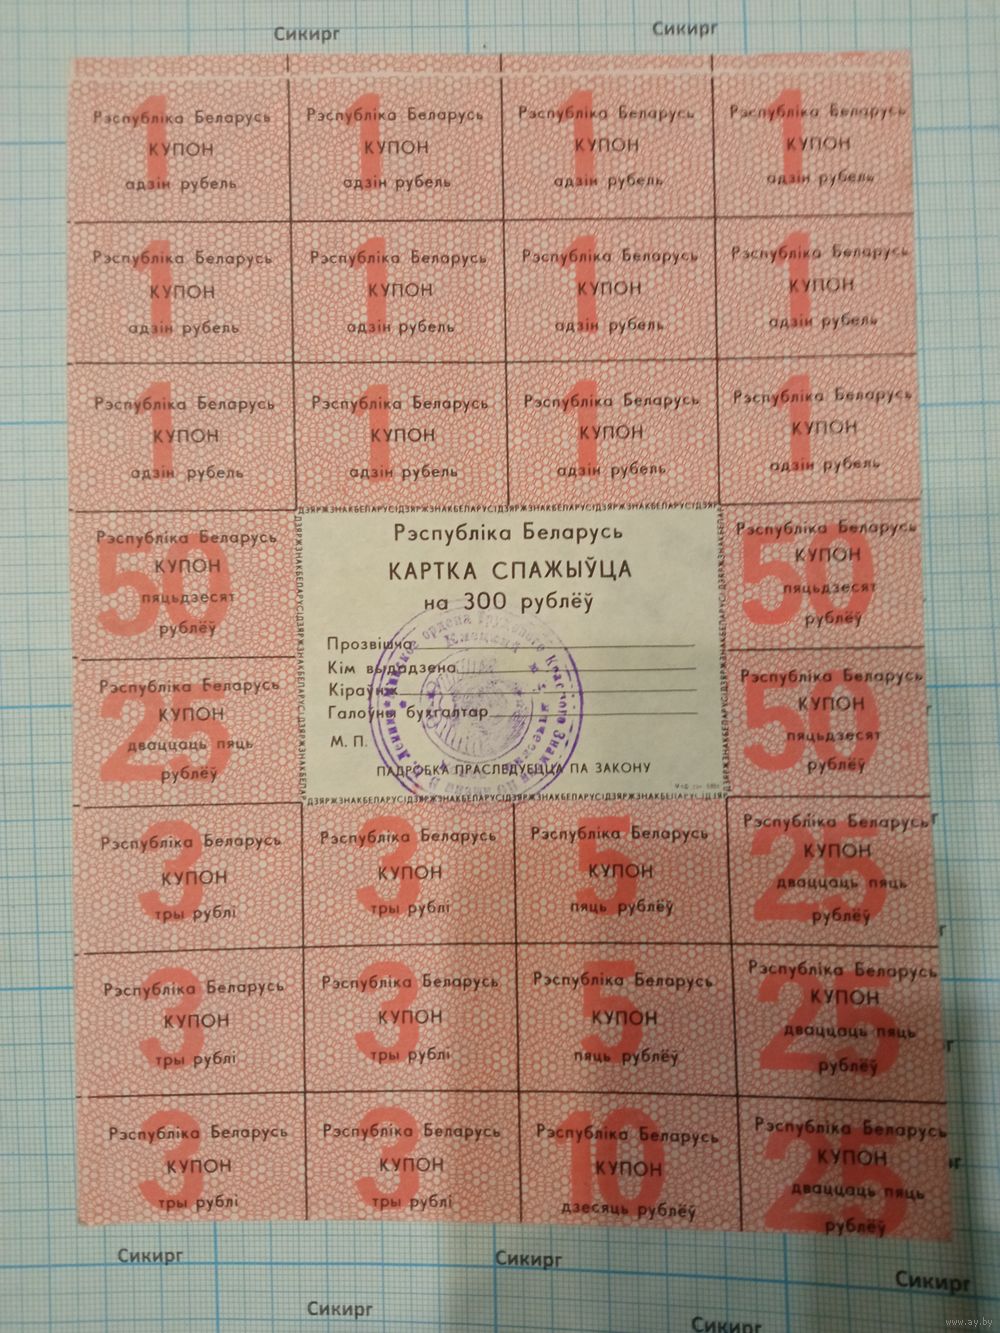 Сикирг Сикирг
Рэспубліка Беларусь Рэспубліка Беларусь Рэспубліка Беларусь Рэспубліка Беларусь
1 КУПОН 1 КУПОН 1 КУПОН 1 КУПОН
адзін рубель адзін рубель адзін рубель адзін рубель
Рэспубліка Беларусь Рэспубліка Беларусь Рэспубліка Беларусь Рэспубліка Беларусь
1 КУПОН 1 КУПОН 1 КУПОН 1 КУПОН
адзін рубель адзін рубель адзін рубель адзін рубель
Рэспубліка Беларусь Рэспубліка Беларусь Рэспубліка Беларусь Рэспубліка Беларусь
1 КУПОН 1 КУПОН 1 КУПОН 1 КУПОН
адзін рубель адзін рубель адзін рубель адзін рубель
Рэспубліка Беларусь
50 КУПОН
пяцьдзесят
рублёў
Рэспубліка Беларусь
25 КУПОН
дваццаць пяць
рублёў
ДЗЯРЖЗНАКБЕЛАРУСІДЗЯРЖЗНАКБЕЛАРУСІДЗЯРЖЗНАКБЕЛАРУСІДЗЯР
Рэспубліка Беларусь
КАРТКА СПАЖЫЎЦА
на 300 рублёў
Прозвішча
Кім выдадзена
Кіраўнік
Галоўны бухгалтар
М. П.
ПАДРОБКА ПРАСЛЕДУЕЦЦА ПА ЗАКОНУ
ДЗЯРЖЗНАКБЕЛАРУСІДЗЯРЖЗНАКБЕЛАРУСІДЗЯРЖЗНАКБЕЛАРУСІДЗЯР
Рэспубліка Беларусь
50 КУПОН
пяцьдзесят
рублёў
Рэспубліка Беларусь
50 КУПОН
пяцьдзесят
рублёў
Рэспубліка Беларусь Рэспубліка Беларусь Рэспубліка Беларусь Рэспубліка Беларусь
3 КУПОН 3 КУПОН 5 КУПОН 25 КУПОН
тры рублі тры рублі пяць рублёў дваццаць пяць
рублёў
Рэспубліка Беларусь Рэспубліка Беларусь Рэспубліка Беларусь Рэспубліка Беларусь
3 КУПОН 3 КУПОН 5 КУПОН 25 КУПОН
тры рублі тры рублі пяць рублёў дваццаць пяць
рублёў
Рэспубліка Беларусь Рэспубліка Беларусь Рэспубліка Беларусь Рэспубліка Беларусь
3 КУПОН 3 КУПОН 10 КУПОН 25 КУПОН
тры рублі тры рублі дзесяць рублёў дваццаць пяць
рублёў
Сикирг Сикирг Сикирг
Сикирг Сикирг
www.ay.by